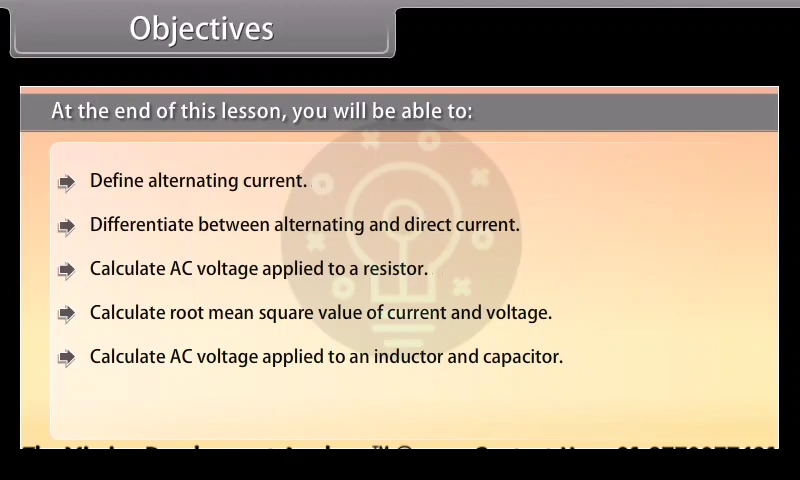 Objectives
At the end of this lesson, you will be able to:
Define alternating current.
Differentiate between alternating and direct current.
Calculate AC voltage applied to a resistor.
Calculate root mean square value of current and voltage.
Calculate AC voltage applied to an inductor and capacitor.